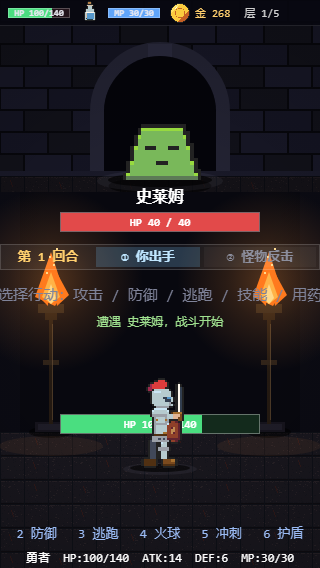 HP 100/140 MP 30/30 金 268 层 1/5
史莱姆
HP 40 / 40
第 1 回合 ① 你出手 ② 怪物反击
选择行动 攻击 / 防御 / 逃跑 / 技能 用药
遭遇 史莱姆，战斗开始
HP 10 40
2 防御 3 逃跑 4 火球 5 冲刺 6 护盾
勇者 HP:100/140 ATK:14 DEF:6 MP:30/30